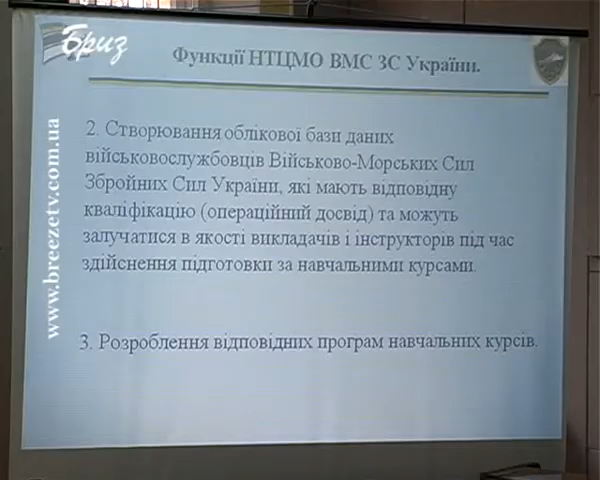 Бриз
Функції НТЦМО ВМС ЗС України.
www.breezetv.com.ua
2. Створювання облікової бази даних
військовослужбовців Військово-Морських Сил
Збройних Сил України, які мають відповідну
кваліфікацію (операційний досвід) та можуть
залучатися в якості викладачів і інструкторів під час
здійснення підготовки за навчальними курсами.
3. Розроблення відповідних програм навчальних курсів.